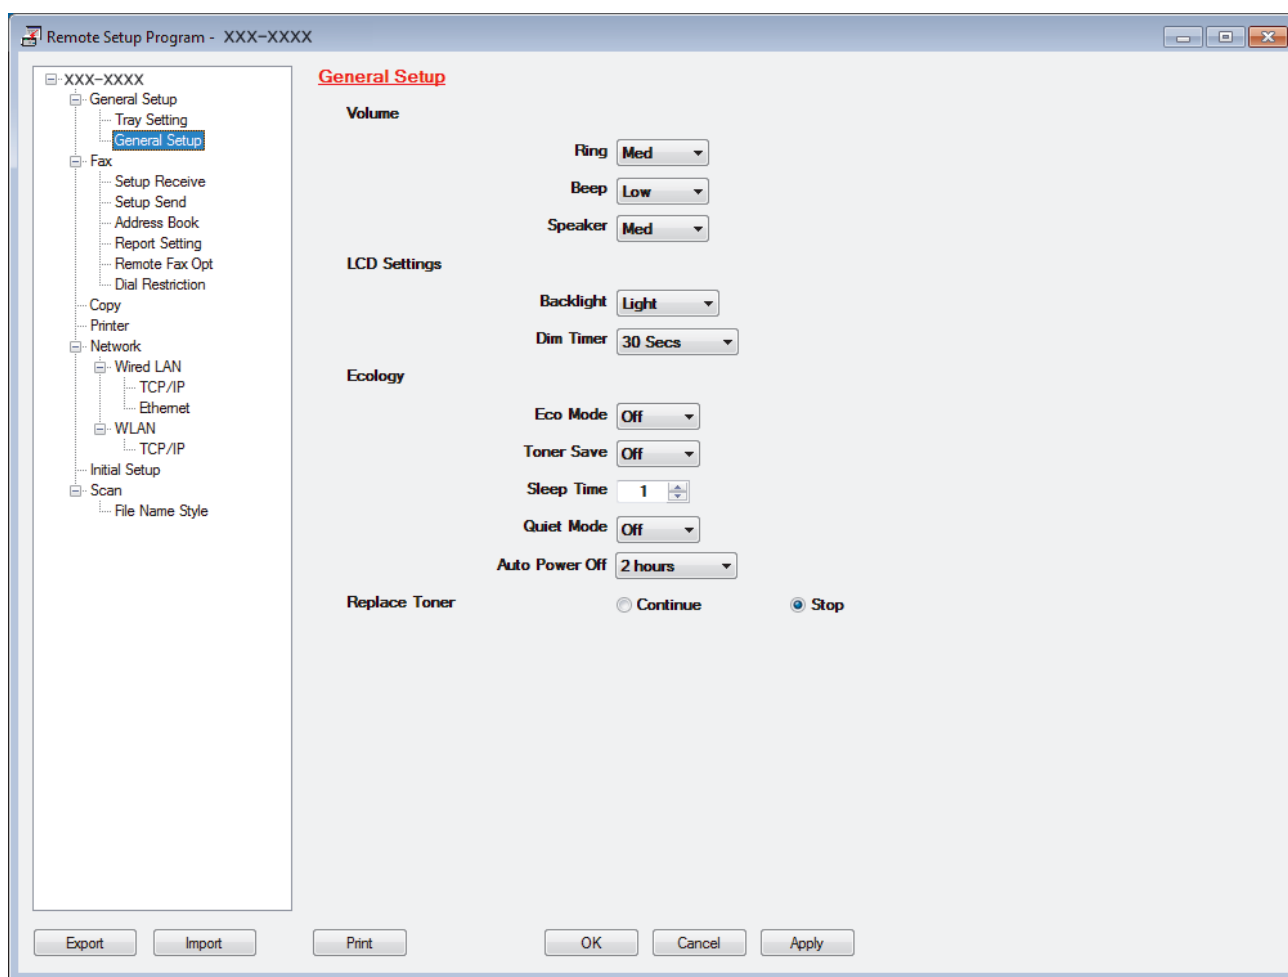 Remote Setup Program - XXX-XXXX
XXX-XXXX
General Setup
Tray Setting
General Setup
Fax
Setup Receive
Setup Send
Address Book
Report Setting
Remote Fax Opt
Dial Restriction
Copy
Printer
Network
Wired LAN
TCP/IP
Ethernet
WLAN
TCP/IP
Initial Setup
Scan
File Name Style
General Setup
Volume
Ring Med
Beep Low
Speaker Med
LCD Settings
Backlight Light
Dim Timer 30 Secs
Ecology
Eco Mode Off
Toner Save Off
Sleep Time 1
Quiet Mode Off
Auto Power Off 2 hours
Replace Toner Continue Stop
Export Import Print OK Cancel Apply